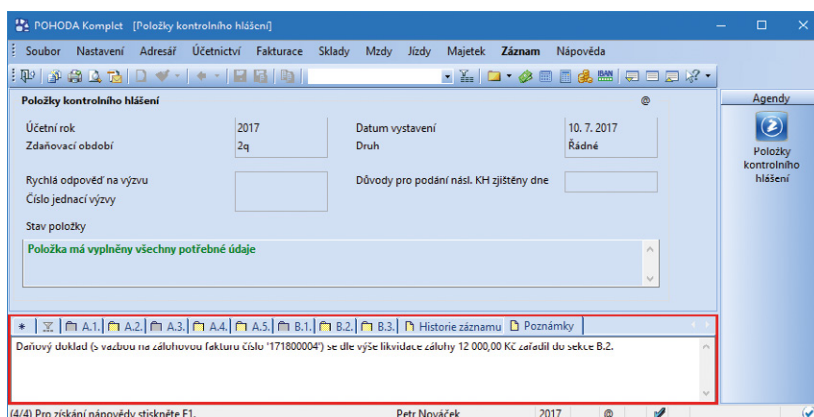 POHODA Komplet [Položky kontrolního hlášení]
Soubor Nastavení Adresář Účetnictví Fakturace Sklady Mzdy Jízdy Majetek Záznam Nápověda
IBAN
Položky kontrolního hlášení @
Agendy
Účetní rok 2017 Datum vystavení 10. 7. 2017
Zdaňovací období 2q Druh Řádné
Položky
kontrolního
hlášení
Rychlá odpověď na výzvu Důvody pro podání násl. KH zjištěny dne
Číslo jednací výzvy
Stav položky
Položka má vyplněny všechny potřebné údaje
* A.1. A.2. A.3. A.4. A.5. B.1. B.2. B.3. Historie záznamu Poznámky
Daňový doklad (s vazbou na zálohovou fakturu číslo '171800004') se dle výše likvidace zálohy 12 000,00 Kč zařadil do sekce B.2.
(4/4) Pro získání nápovědy stiskněte F1. Petr Nováček 2017 @